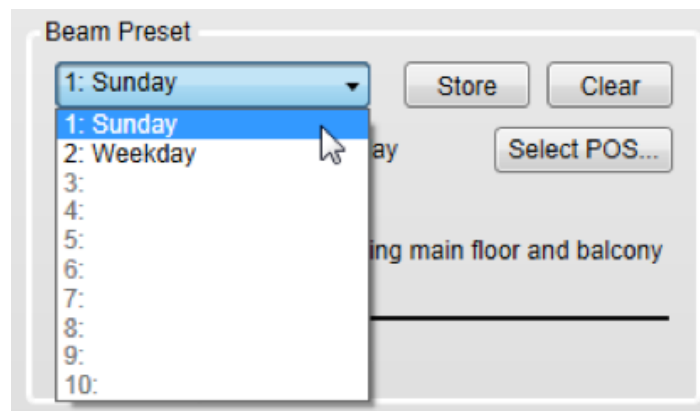 Beam Preset
1: Sunday Store Clear
1: Sunday
2: Weekday ay Select POS...
3:
4:
5: ing main floor and balcony
6:
7:
8:
9:
10: